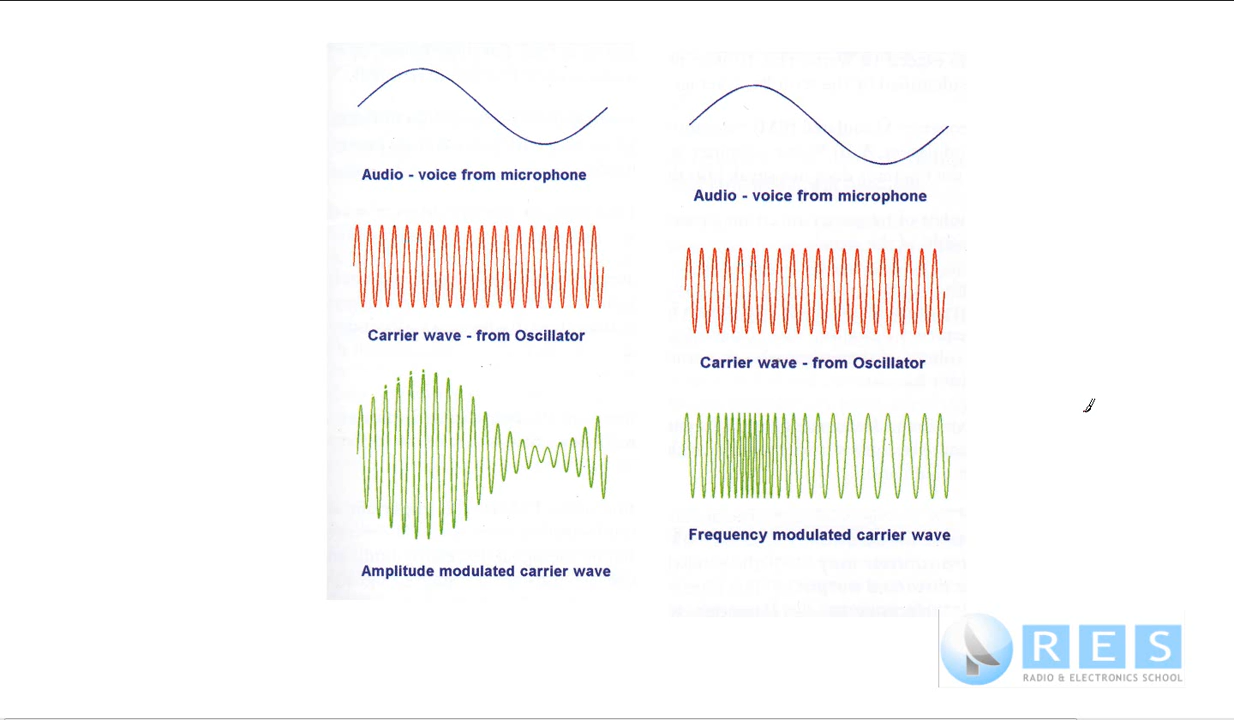 Audio - voice from microphone
Carrier wave - from Oscillator
Amplitude modulated carrier wave
Audio - voice from microphone
Carrier wave - from Oscillator
Frequency modulated carrier wave
RES
RADIO & ELECTRONICS SCHOOL